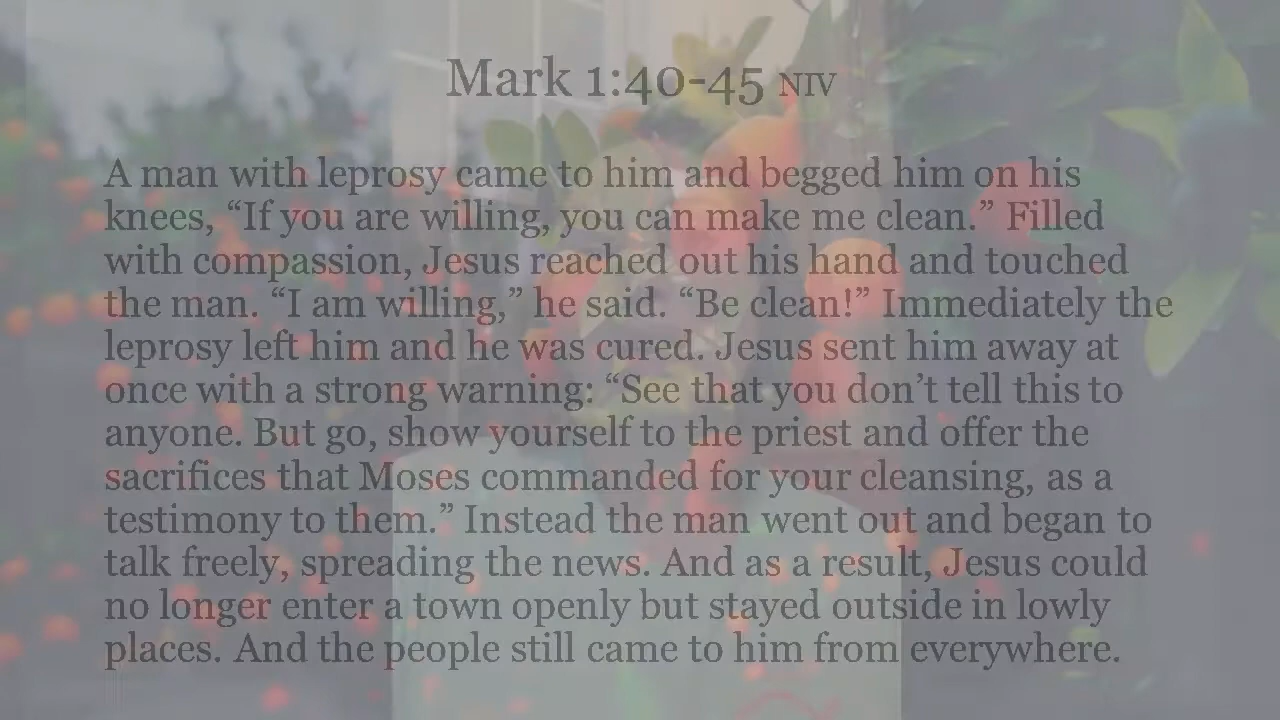 Mark 1:40-45 NIV
A man with leprosy came to him and begged him on his
knees, “If you are willing, you can make me clean.” Filled
with compassion, Jesus reached out his hand and touched
the man. “I am willing,” he said. “Be clean!” Immediately the
leprosy left him and he was cured. Jesus sent him away at
once with a strong warning: “See that you don’t tell this to
anyone. But go, show yourself to the priest and offer the
sacrifices that Moses commanded for your cleansing, as a
testimony to them.” Instead the man went out and began to
talk freely, spreading the news. And as a result, Jesus could
no longer enter a town openly but stayed outside in lowly
places. And the people still came to him from everywhere.